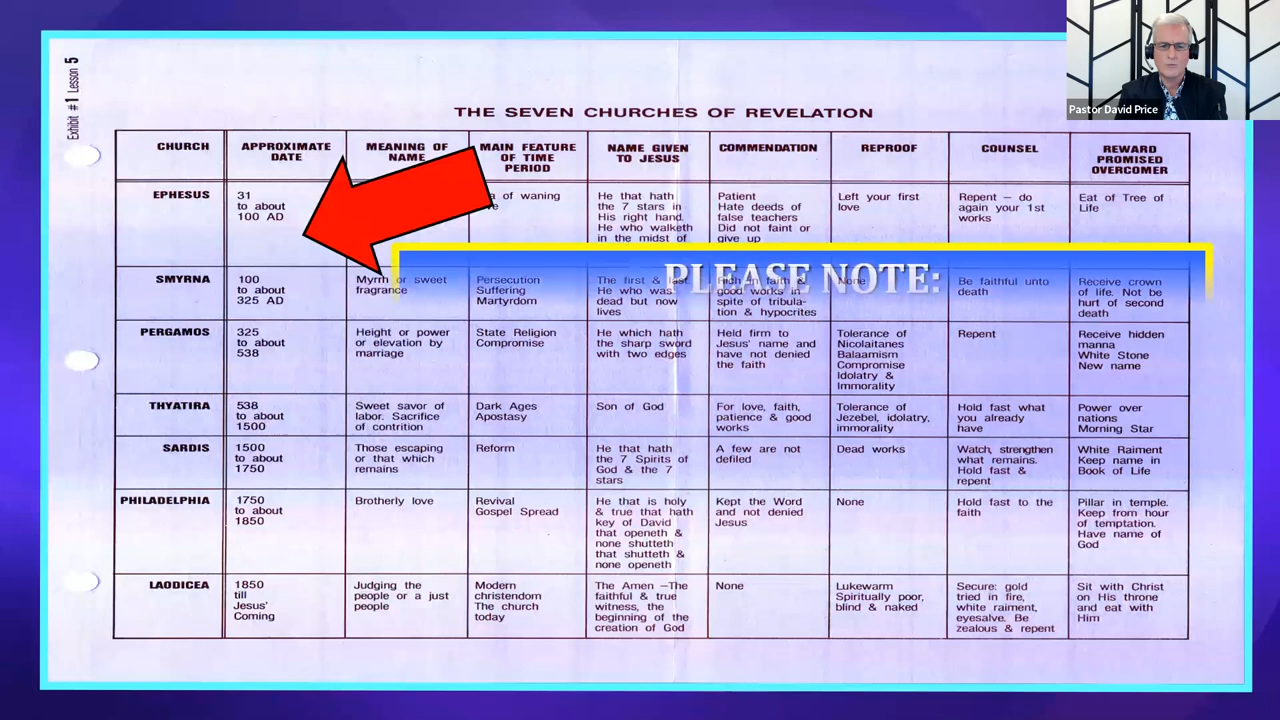 Pastor David Price
Exhibit #1 Lesson 5
THE SEVEN CHURCHES OF REVELATION
CHURCH
APPROXIMATE
DATE
MEANING OF
NAME
MAIN FEATURE
OF TIME
PERIOD
NAME GIVEN
TO JESUS
COMMENDATION
REPROOF
COUNSEL
REWARD
PROMISED
OVERCOMER
EPHESUS
31
to about
100 AD
of waning
He that hath
the 7 stars in
His right hand.
He who walketh
in the midst of
Patient
Hate deeds of
false teachers
Did not faint or
give up
Left your first
love
Repent — do
again your 1st
works
Eat of Tree of
Life
PLEASE NOTE:
SMYRNA
100
to about
325 AD
Myrrh or sweet
fragrance
Persecution
Suffering
Martyrdom
The first & last
He who was
dead but now
lives
Rich in faith &
good works in
spite of tribula-
tion & hypocrites
None
Be faithful unto
death
Receive crown
of life. Not be
hurt of second
death
PERGAMOS
325
to about
538
Height or power
or elevation by
marriage
State Religion
Compromise
He which hath
the sharp sword
with two edges
Held firm to
Jesus' name and
have not denied
the faith
Tolerance of
Nicolaitanes
Balaamism
Compromise
Idolatry &
Immorality
Repent
Receive hidden
manna
White Stone
New name
THYATIRA
538
to about
1500
Sweet savor of
labor. Sacrifice
of contrition
Dark Ages
Apostasy
Son of God
For love, faith,
patience & good
works
Tolerance of
Jezebel, idolatry,
immorality
Hold fast what
you already
have
Power over
nations
Morning Star
SARDIS
1500
to about
1750
Those escaping
or that which
remains
Reform
He that hath
the 7 Spirits of
God & the 7
stars
A few are not
defiled
Dead works
Watch, strengthen
what remains.
Hold fast &
repent
White Raiment
Keep name in
Book of Life
PHILADELPHIA
1750
to about
1850
Brotherly love
Revival
Gospel Spread
He that is holy
& true that hath
key of David
that openeth &
none shutteth
that shutteth &
none openeth
Kept the Word
and not denied
Jesus
None
Hold fast to the
faith
Pillar in temple.
Keep from hour
of temptation.
Have name of
God
LAODICEA
1850
till
Jesus'
Coming
Judging the
people or a just
people
Modern
christendom
The church
today
The Amen —The
faithful & true
witness, the
beginning of the
creation of God
None
Lukewarm
Spiritually poor,
blind & naked
Secure: gold
tried in fire,
white raiment,
eyesalve. Be
zealous & repent
Sit with Christ
on His throne
and eat with
Him